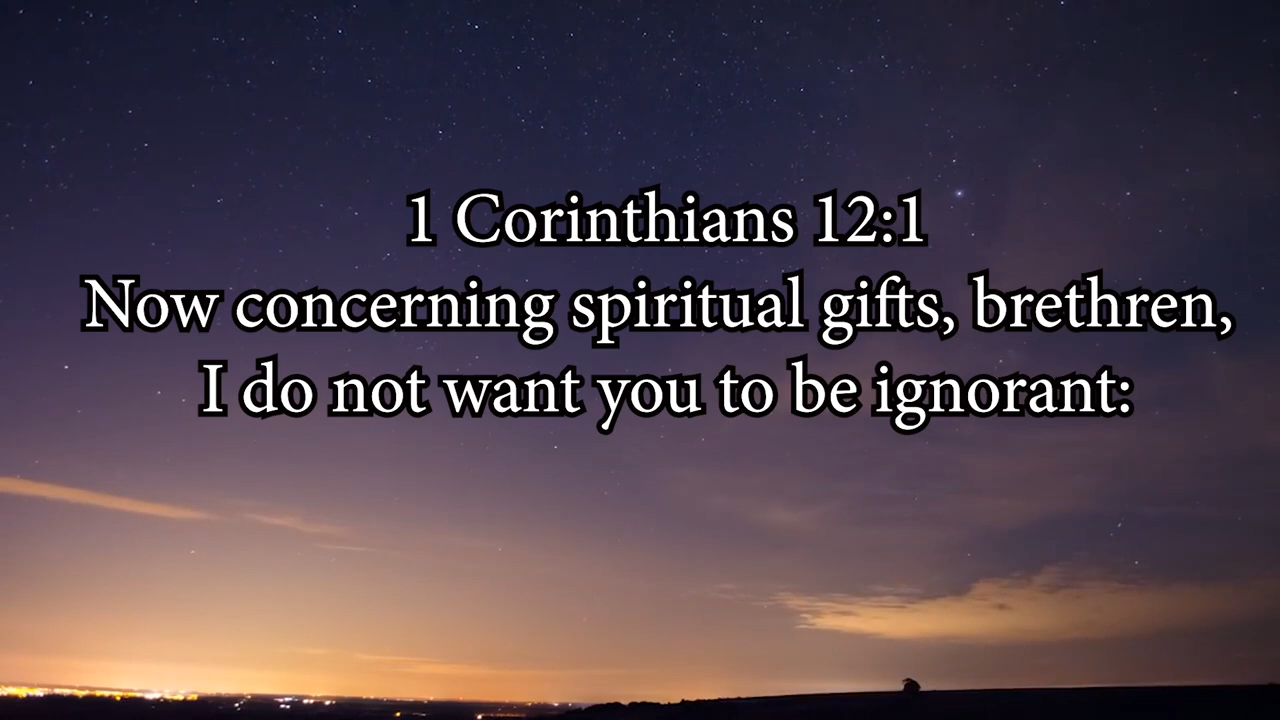 1 Corinthians 12:1
Now concerning spiritual gifts, brethren,
I do not want you to be ignorant: